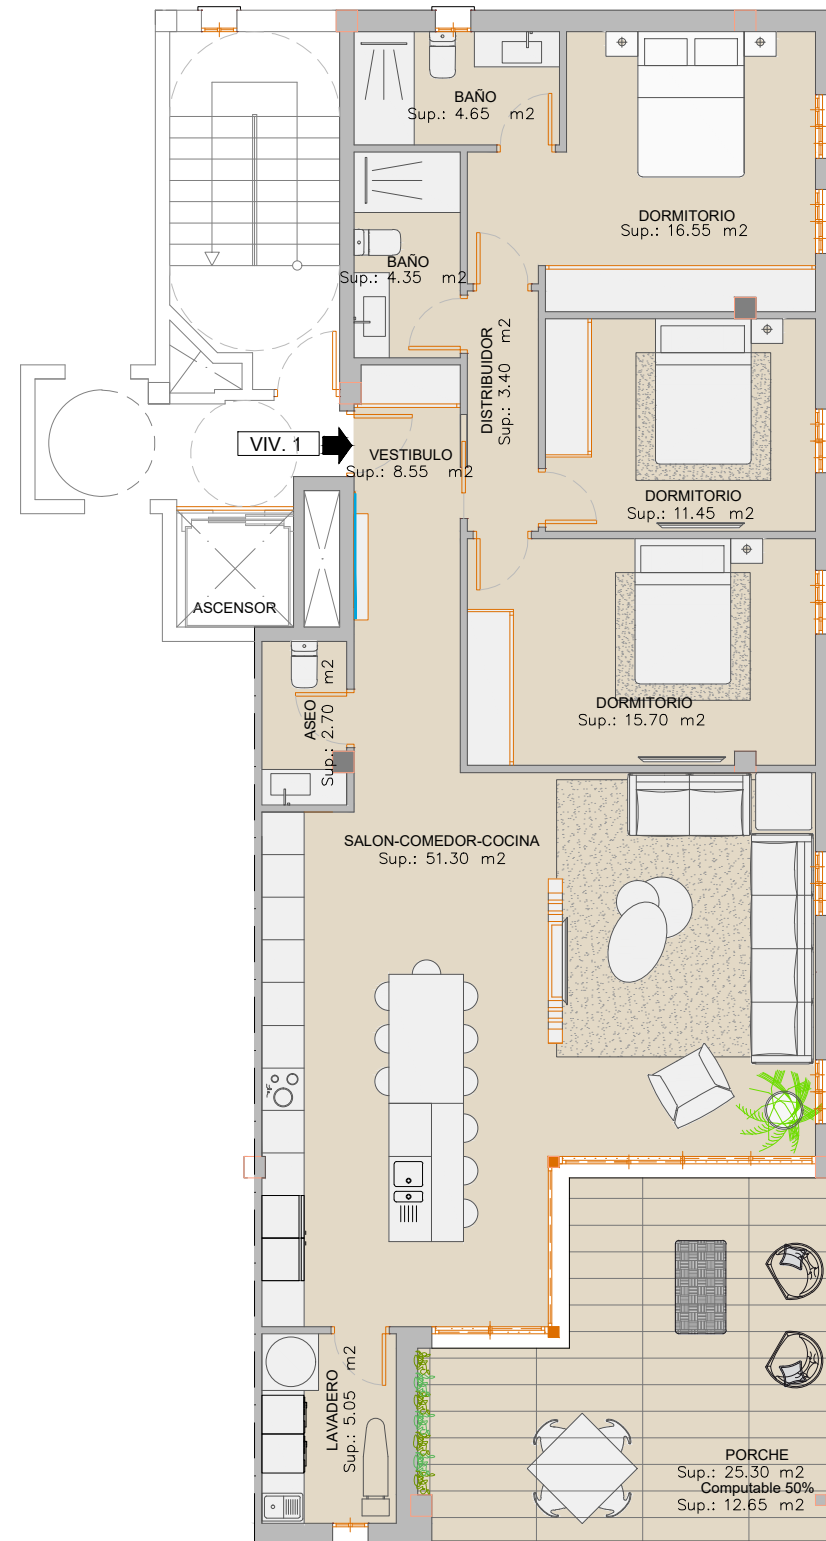 BAÑO
Sup.: 4.65 m2
DORMITORIO
Sup.: 16.55 m2
BAÑO
Sup.: 4.35 m2
DISTRIBUIDOR
Sup.: 3.40 m2
VIV. 1
VESTIBULO
Sup.: 8.55 m2
DORMITORIO
Sup.: 11.45 m2
ASCENSOR
ASEO
Sup.: 2.70 m2
DORMITORIO
Sup.: 15.70 m2
SALON-COMEDOR-COCINA
Sup.: 51.30 m2
LAVADERO
Sup.: 5.05 m2
PORCHE
Sup.: 25.30 m2
Computable 50%
Sup.: 12.65 m2